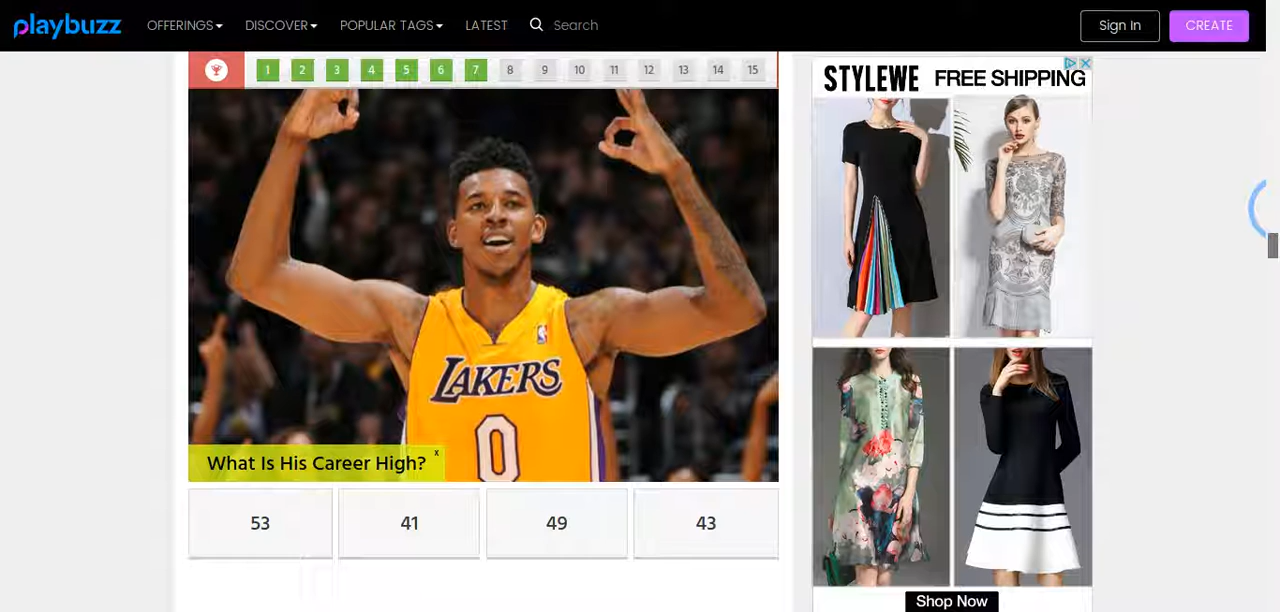 playbuzz
OFFERINGS
DISCOVER
POPULAR TAGS
LATEST
Search
Sign In
CREATE
1 2 3 4 5 6 7 8 9 10 11 12 13 14 15
STYLEWE FREE SHIPPING
LAKERS
0
What Is His Career High? x
53
41
49
43
Shop Now